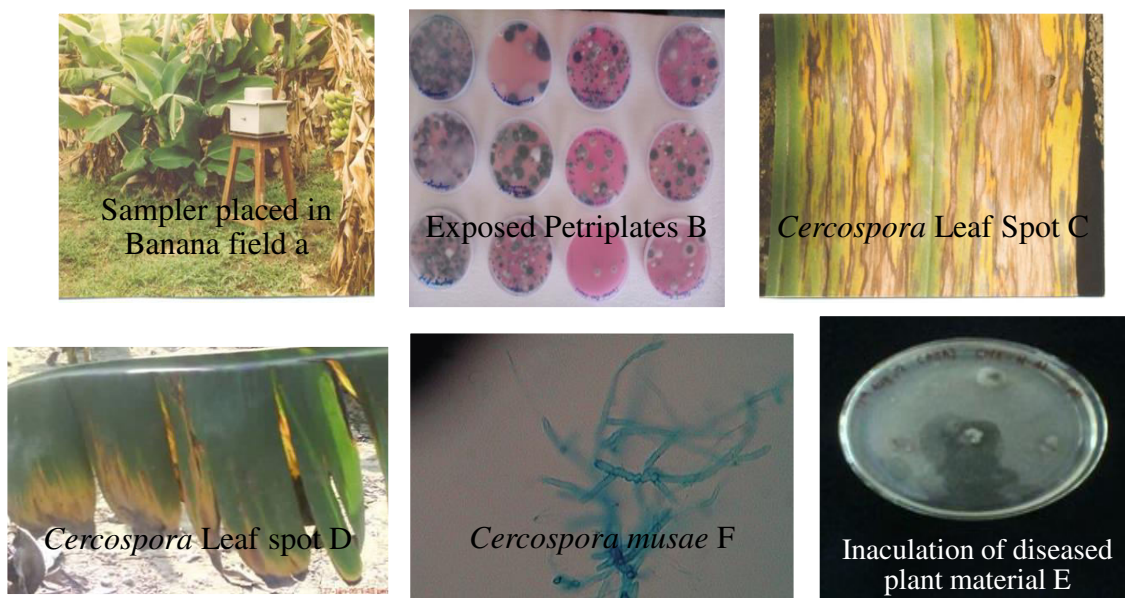 Sampler placed in
Banana field a
Exposed Petriplates B
Cercospora Leaf Spot C
Cercospora Leaf spot D
Cercospora musae F
Inaculation of diseased
plant material E